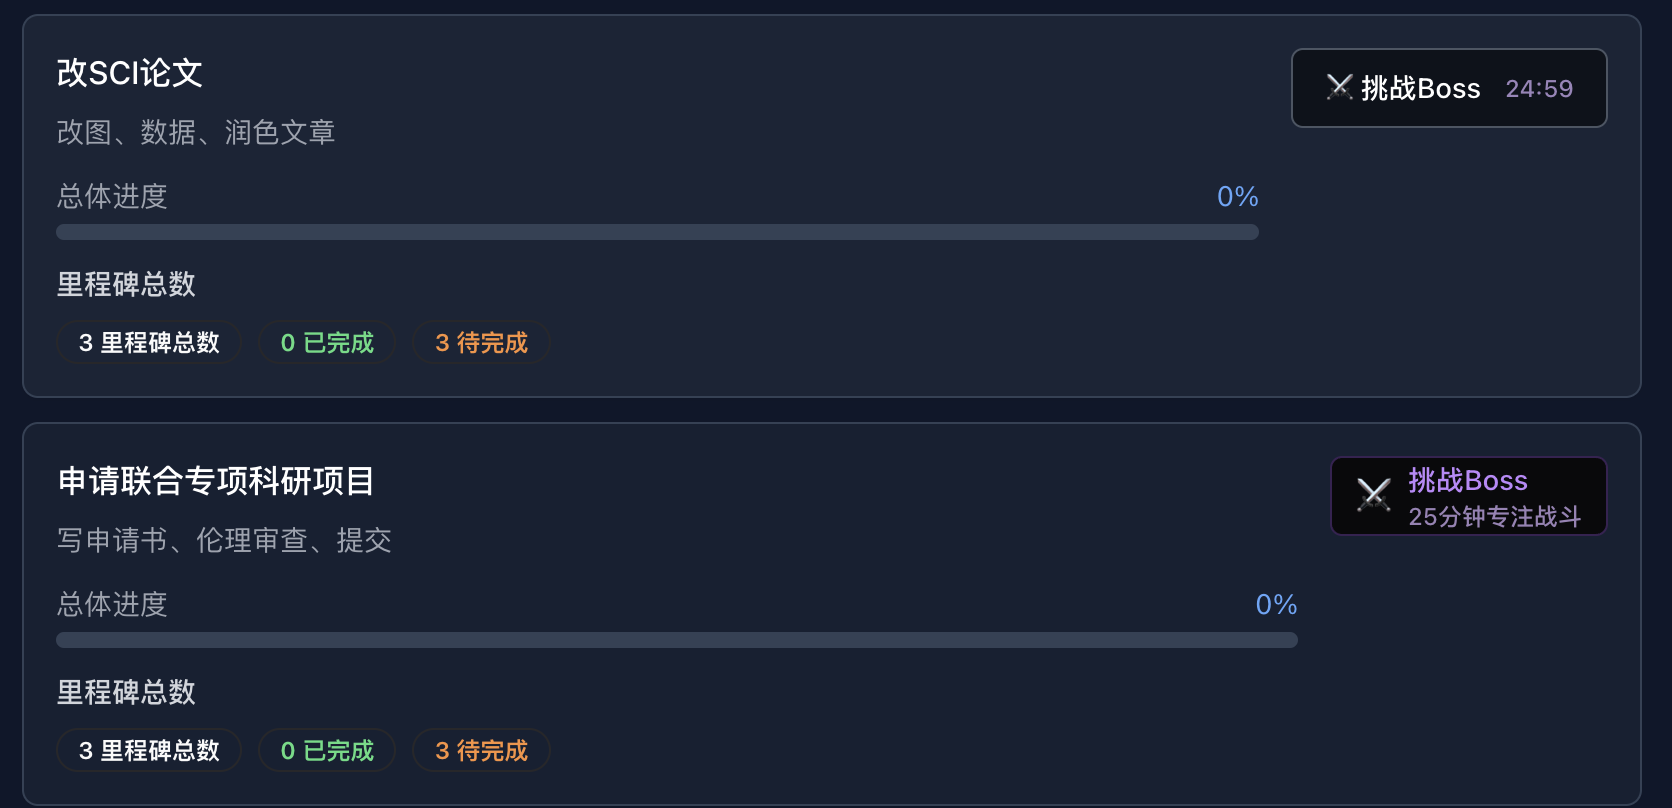 改SCI论文
⚔️ 挑战Boss 24:59
改图、数据、润色文章
总体进度 0%
里程碑总数
3 里程碑总数 0 已完成 3 待完成
申请联合专项科研项目
⚔️ 挑战Boss
25分钟专注战斗
写申请书、伦理审查、提交
总体进度 0%
里程碑总数
3 里程碑总数 0 已完成 3 待完成